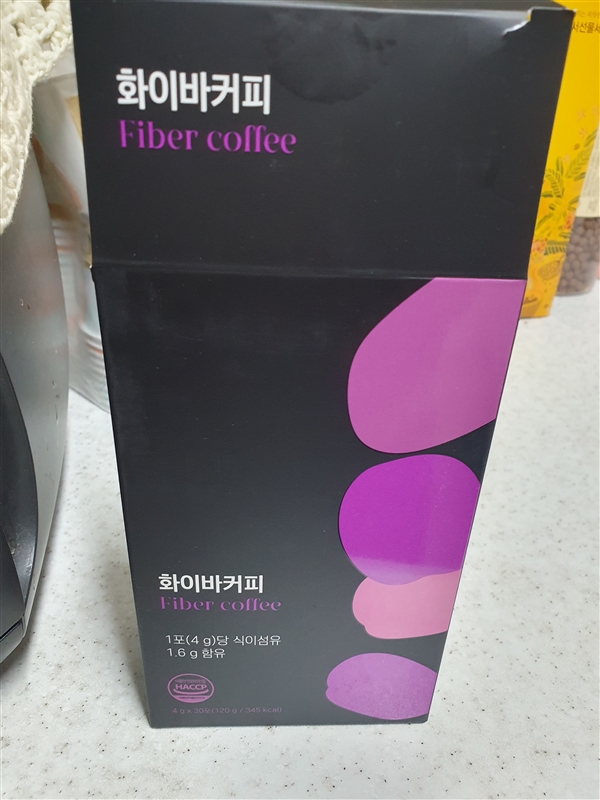 화이바커피
Fiber coffee
화이바커피
Fiber coffee
1포(4 g)당 식이섬유
1.6 g 함유
HACCP
4 g x 30포(120 g / 345 kcal)